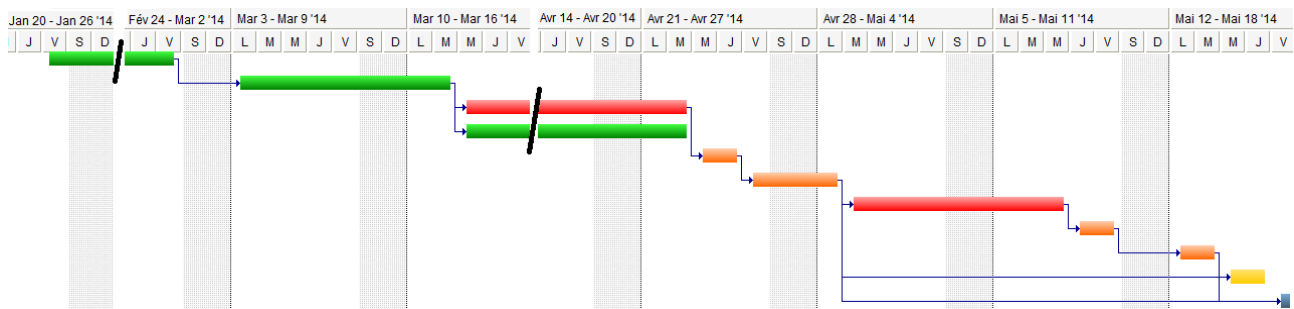 Jan 20 - Jan 26 '14 Fév 24 - Mar 2 '14 Mar 3 - Mar 9 '14 Mar 10 - Mar 16 '14 Avr 14 - Avr 20 '14 Avr 21 - Avr 27 '14 Avr 28 - Mai 4 '14 Mai 5 - Mai 11 '14 Mai 12 - Mai 18 '14
J V S D J V S D L M M J V S D L M M J V J V S D L M M J V S D L M M J V S D L M M J V S D L M M J V